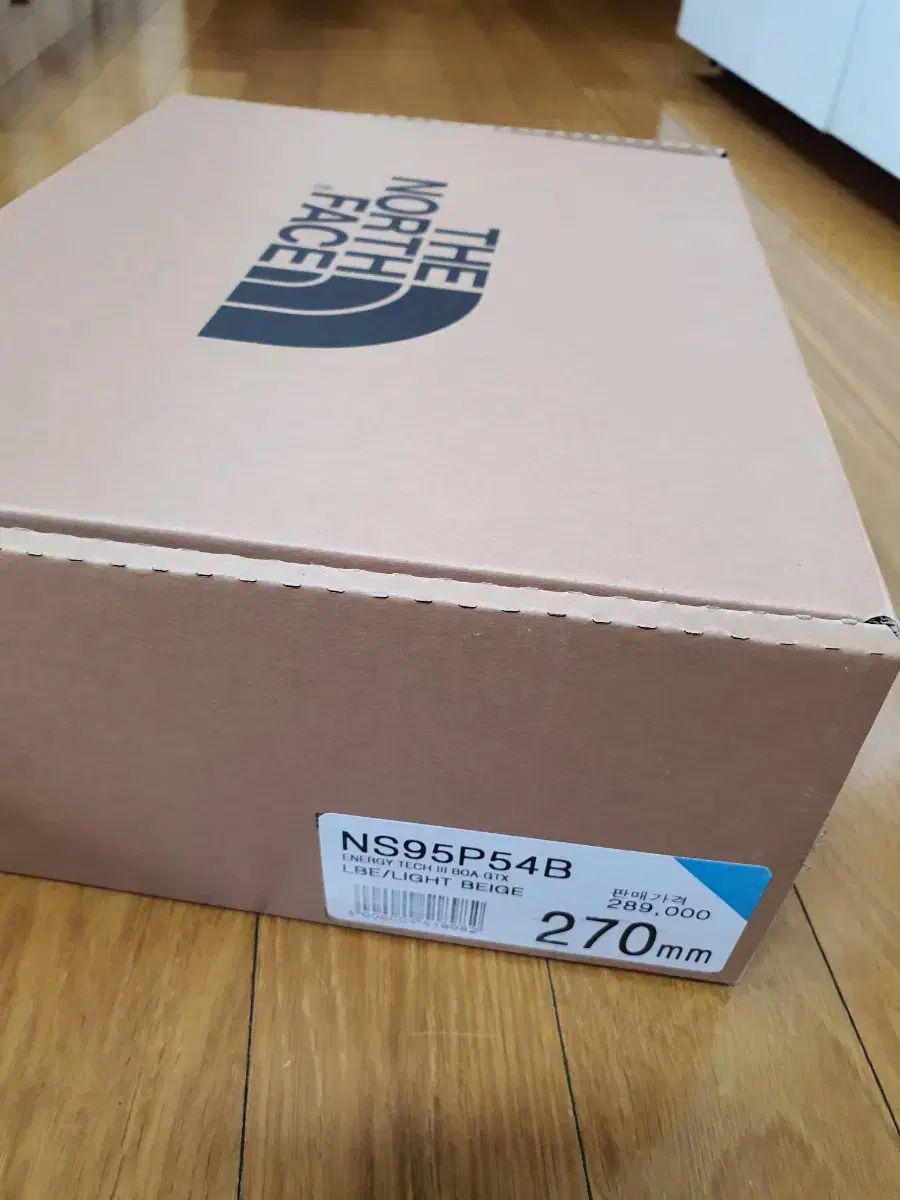 THE
NORTH
FACE
NS95P54B
ENERGY TECH III BOA GTX
LBE/LIGHT BEIGE
판매가격
289,000
270mm